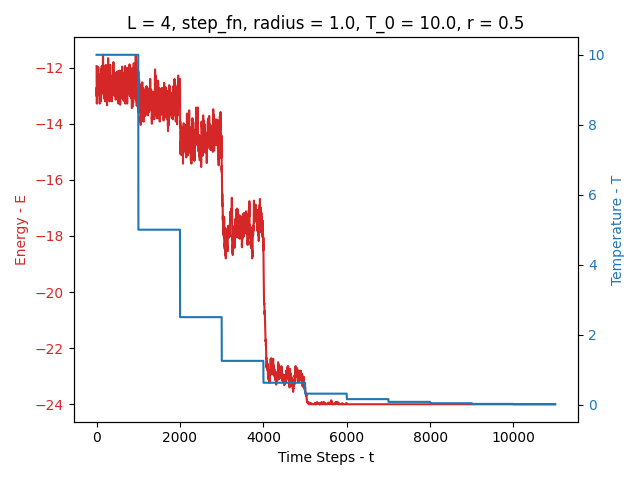 L = 4, step_fn, radius = 1.0, T_0 = 10.0, r = 0.5
−12
−14
−16
−18
−20
−22
−24
Energy - E
10
8
6
4
2
0
Temperature - T
0 2000 4000 6000 8000 10000
Time Steps - t